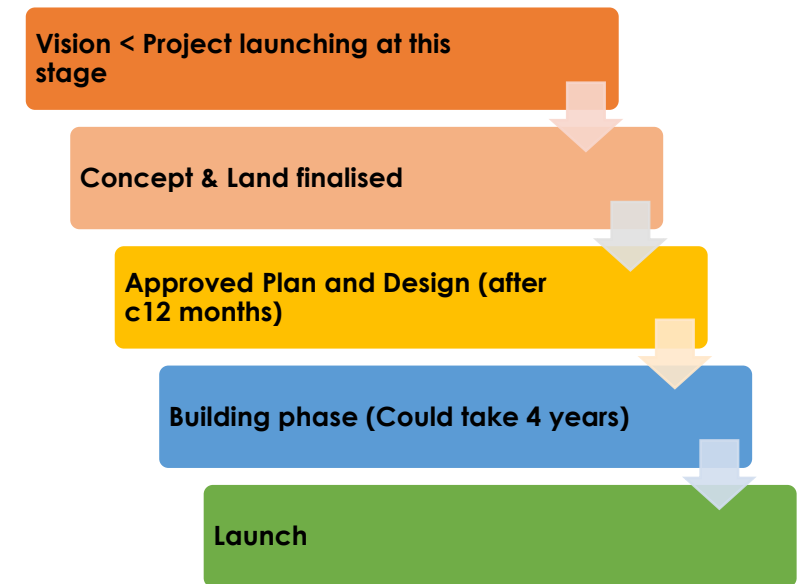 Vision < Project launching at this
stage
Concept & Land finalised
Approved Plan and Design (after
c12 months)
Building phase (Could take 4 years)
Launch